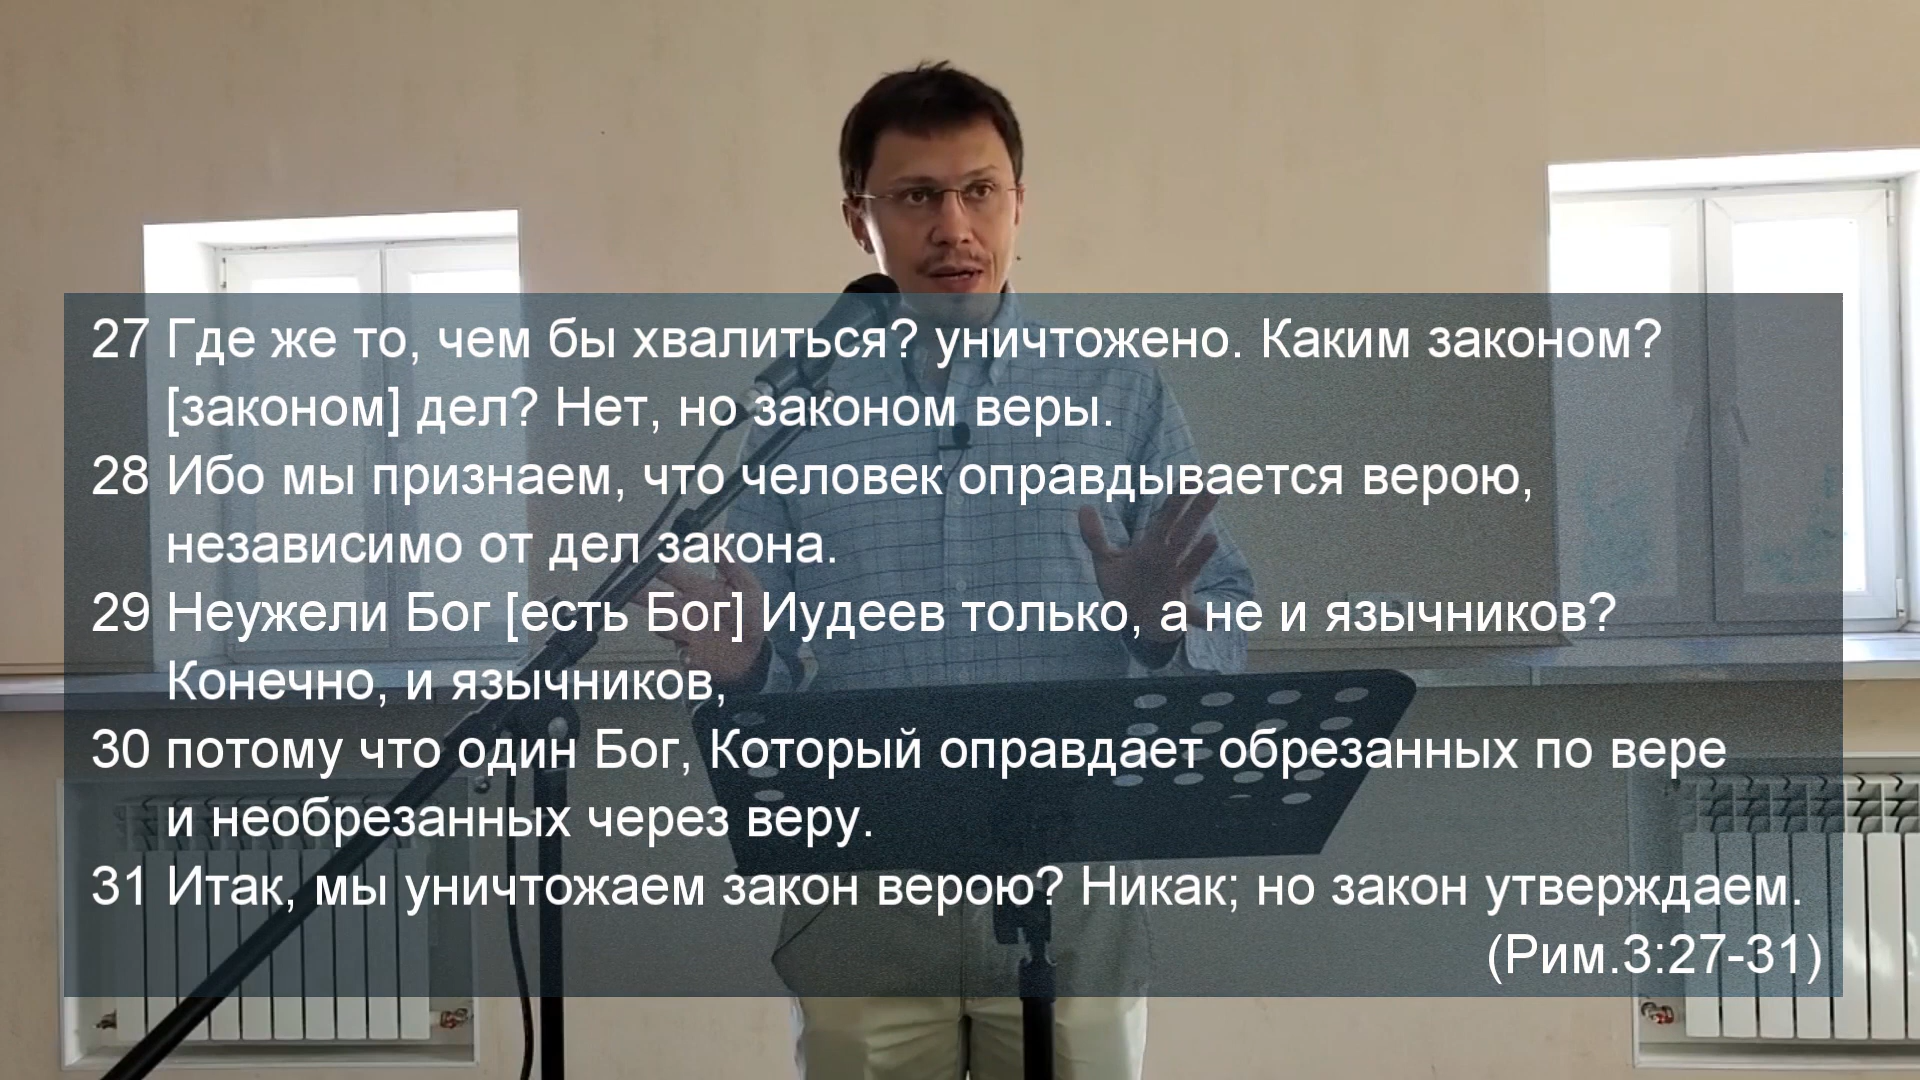 27 Где же то, чем бы хвалиться? уничтожено. Каким законом?
[законом] дел? Нет, но законом веры.
28 Ибо мы признаем, что человек оправдывается верою,
независимо от дел закона.
29 Неужели Бог [есть Бог] Иудеев только, а не и язычников?
Конечно, и язычников,
30 потому что один Бог, Который оправдает обрезанных по вере
и необрезанных через веру.
31 Итак, мы уничтожаем закон верою? Никак; но закон утверждаем.
(Рим.3:27-31)